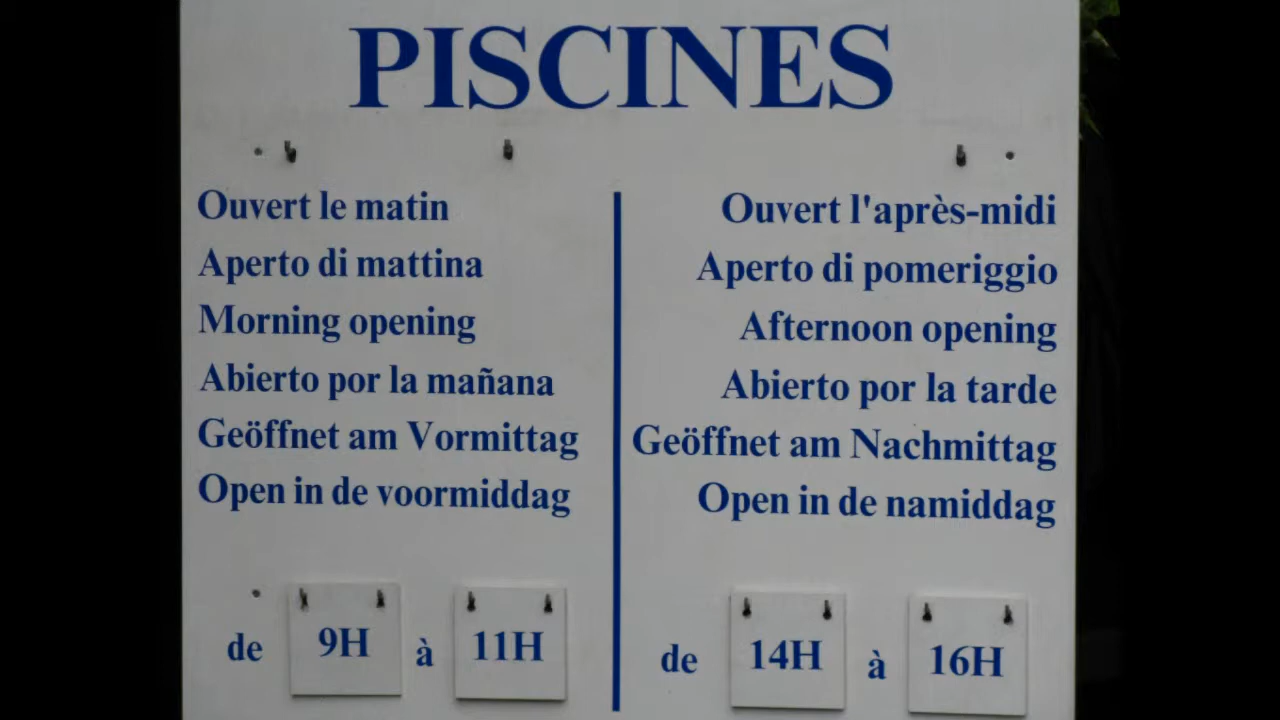 PISCINES
Ouvert le matin
Aperto di mattina
Morning opening
Abierto por la mañana
Geöffnet am Vormittag
Open in de voormiddag
de 9H à 11H
Ouvert l'après-midi
Aperto di pomeriggio
Afternoon opening
Abierto por la tarde
Geöffnet am Nachmittag
Open in de namiddag
de 14H à 16H